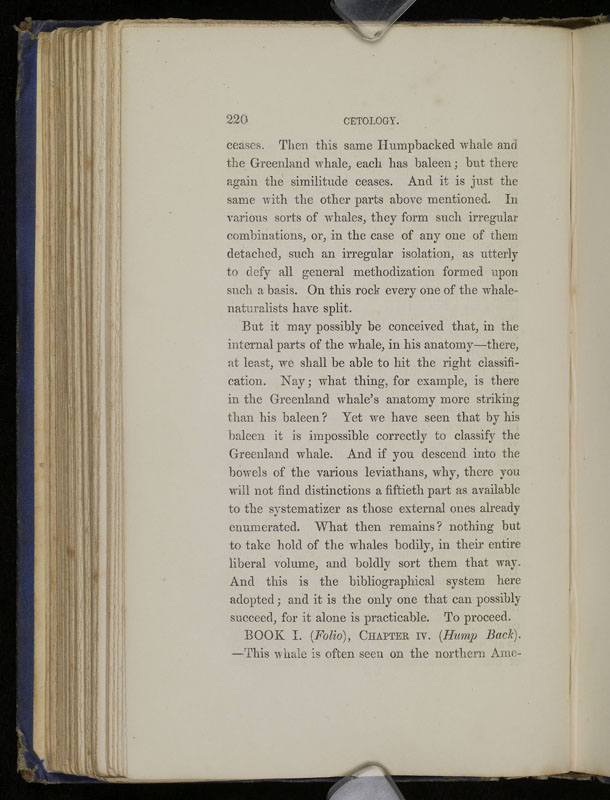 220 CETOLOGY.
ceases. Then this same Humpbacked whale and
the Greenland whale, each has baleen; but there
again the similitude ceases. And it is just the
same with the other parts above mentioned. In
various sorts of whales, they form such irregular
combinations, or, in the case of any one of them
detached, such an irregular isolation, as utterly
to defy all general methodization formed upon
such a basis. On this rock every one of the whale-
naturalists have split.
But it may possibly be conceived that, in the
internal parts of the whale, in his anatomy—there,
at least, we shall be able to hit the right classifi-
cation. Nay; what thing, for example, is there
in the Greenland whale's anatomy more striking
than his baleen? Yet we have seen that by his
baleen it is impossible correctly to classify the
Greenland whale. And if you descend into the
bowels of the various leviathans, why, there you
will not find distinctions a fiftieth part as available
to the systematizer as those external ones already
enumerated. What then remains? nothing but
to take hold of the whales bodily, in their entire
liberal volume, and boldly sort them that way.
And this is the bibliographical system here
adopted; and it is the only one that can possibly
succeed, for it alone is practicable. To proceed.
BOOK I. (Folio), CHAPTER IV. (Hump Back).
—This whale is often seen on the northern Ame-